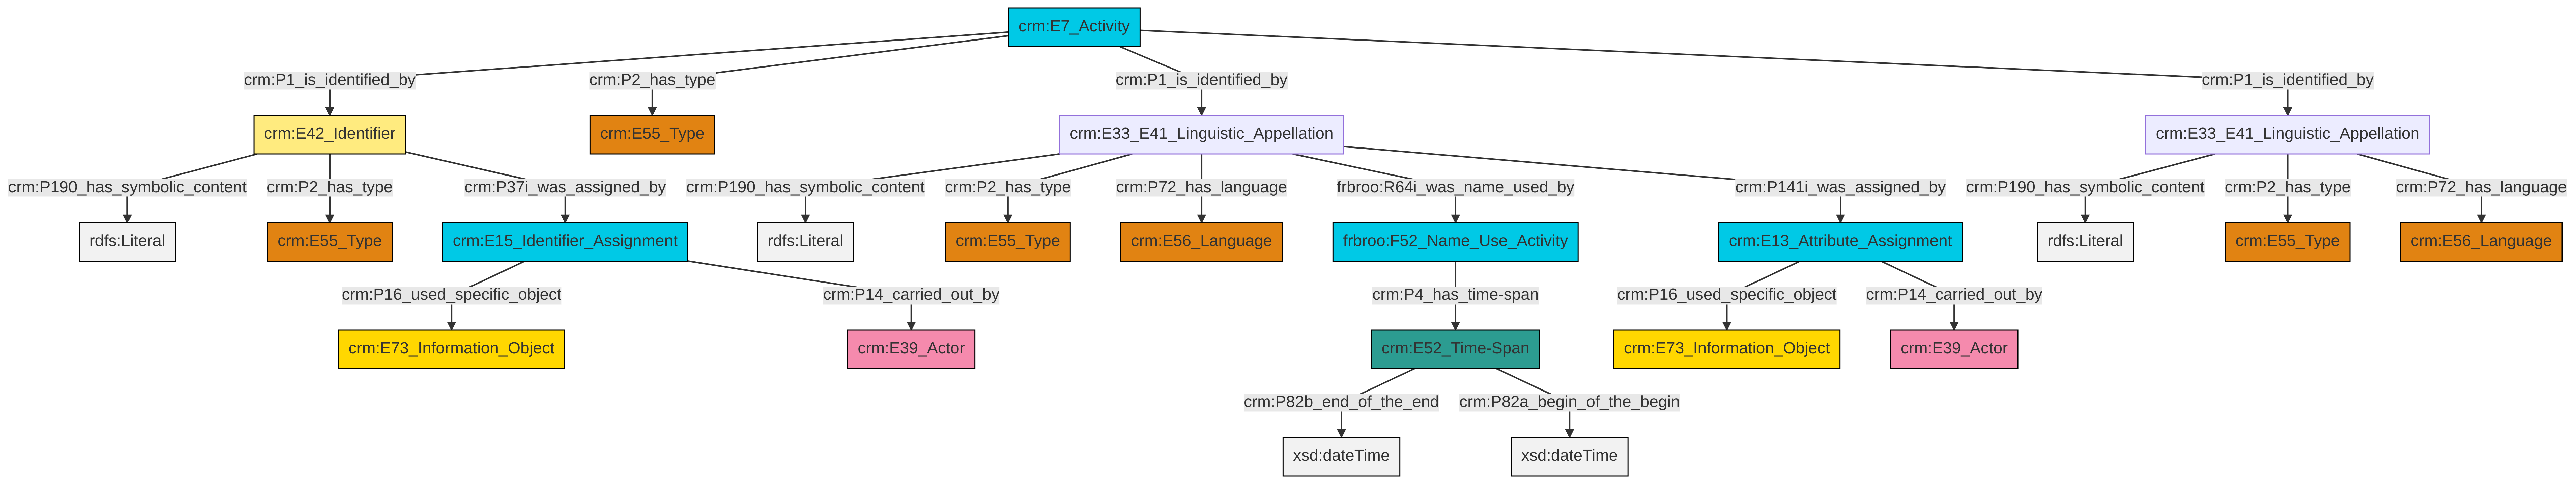 crm:E7_Activity
crm:P1_is_identified_by
crm:P2_has_type
crm:P1_is_identified_by
crm:P1_is_identified_by
crm:E42_Identifier
crm:E55_Type
crm:E33_E41_Linguistic_Appellation
crm:E33_E41_Linguistic_Appellation
crm:P190_has_symbolic_content
crm:P2_has_type
crm:P37i_was_assigned_by
crm:P190_has_symbolic_content
crm:P2_has_type
crm:P72_has_language
frbroo:R64i_was_name_used_by
crm:P141i_was_assigned_by
crm:P190_has_symbolic_content
crm:P2_has_type
crm:P72_has_language
rdfs:Literal
crm:E55_Type
crm:E15_Identifier_Assignment
rdfs:Literal
crm:E55_Type
crm:E56_Language
frbroo:F52_Name_Use_Activity
crm:E13_Attribute_Assignment
rdfs:Literal
crm:E55_Type
crm:E56_Language
crm:P16_used_specific_object
crm:P14_carried_out_by
crm:P4_has_time-span
crm:P16_used_specific_object
crm:P14_carried_out_by
crm:E73_Information_Object
crm:E39_Actor
crm:E52_Time-Span
crm:E73_Information_Object
crm:E39_Actor
crm:P82b_end_of_the_end
crm:P82a_begin_of_the_begin
xsd:dateTime
xsd:dateTime